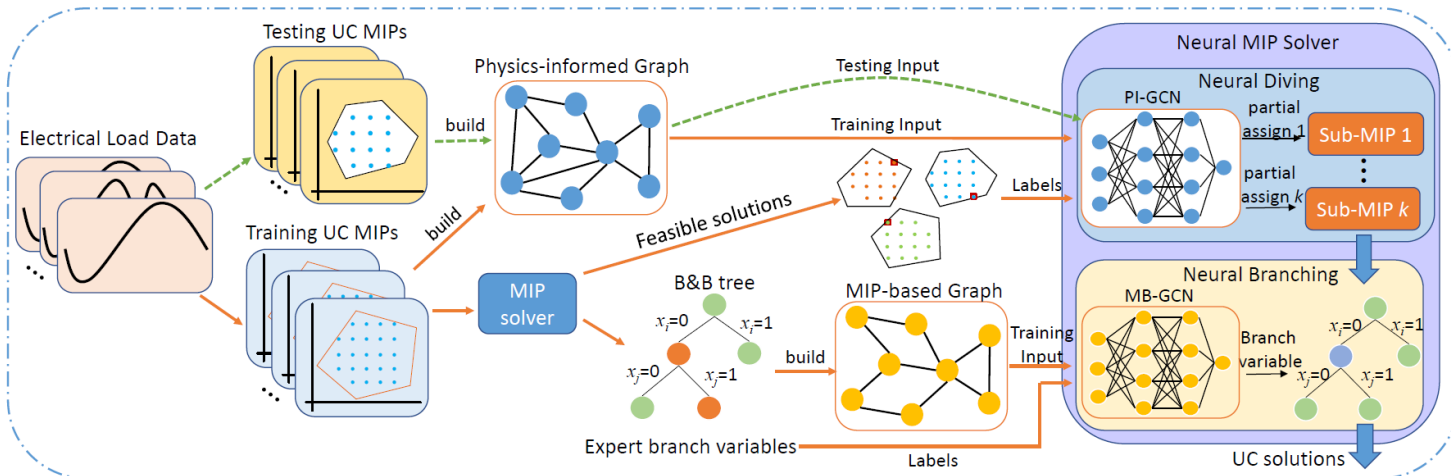 Testing UC MIPs
Electrical Load Data
Training UC MIPs
build
build
Physics-informed Graph
Testing Input
Training Input
Feasible solutions
Labels
MIP
solver
B&B tree
xi=0
xi=1
xj=0
xj=1
build
MIP-based Graph
Training
Input
Expert branch variables
Labels
Neural MIP Solver
Neural Diving
PI-GCN
partial
assign 1
Sub-MIP 1
partial
assign k
Sub-MIP k
Neural Branching
MB-GCN
Branch
variable
xi=0
xi=1
xj=0
xj=1
UC solutions